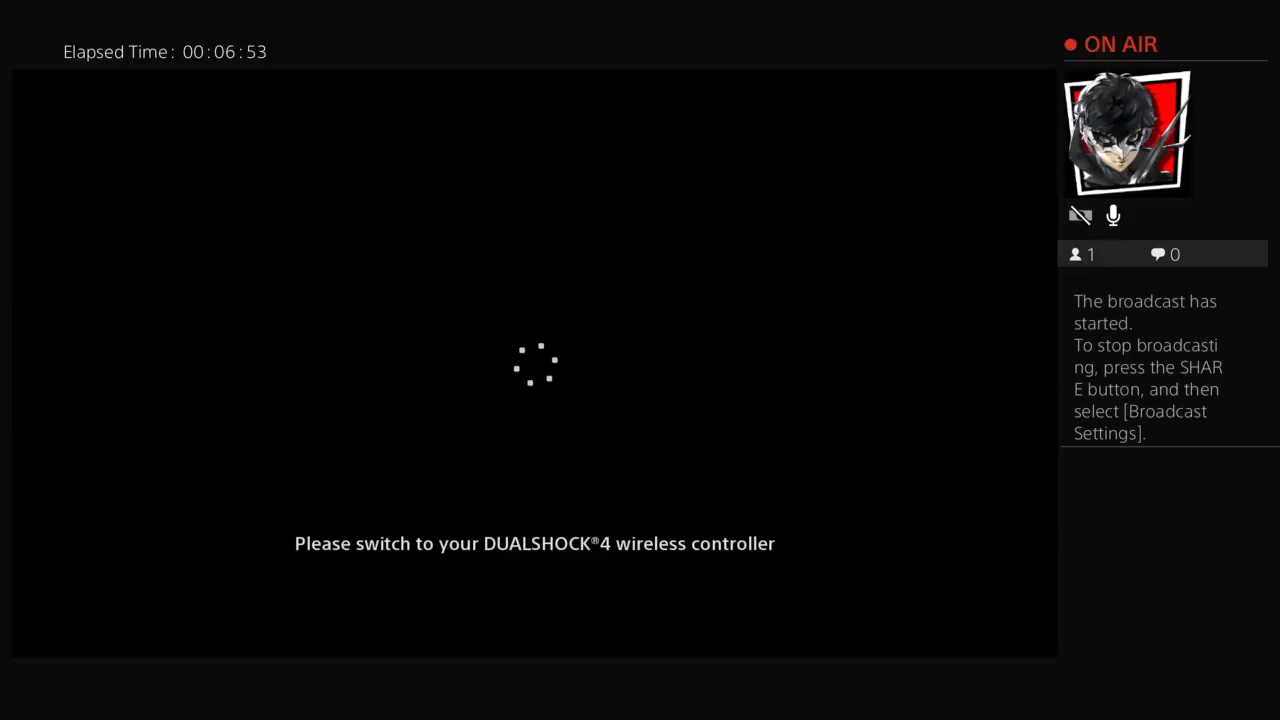 Elapsed Time: 00:06:53
ON AIR
1
0
The broadcast has
started.
To stop broadcasti
ng, press the SHAR
E button, and then
select [Broadcast
Settings].
Please switch to your DUALSHOCK®4 wireless controller